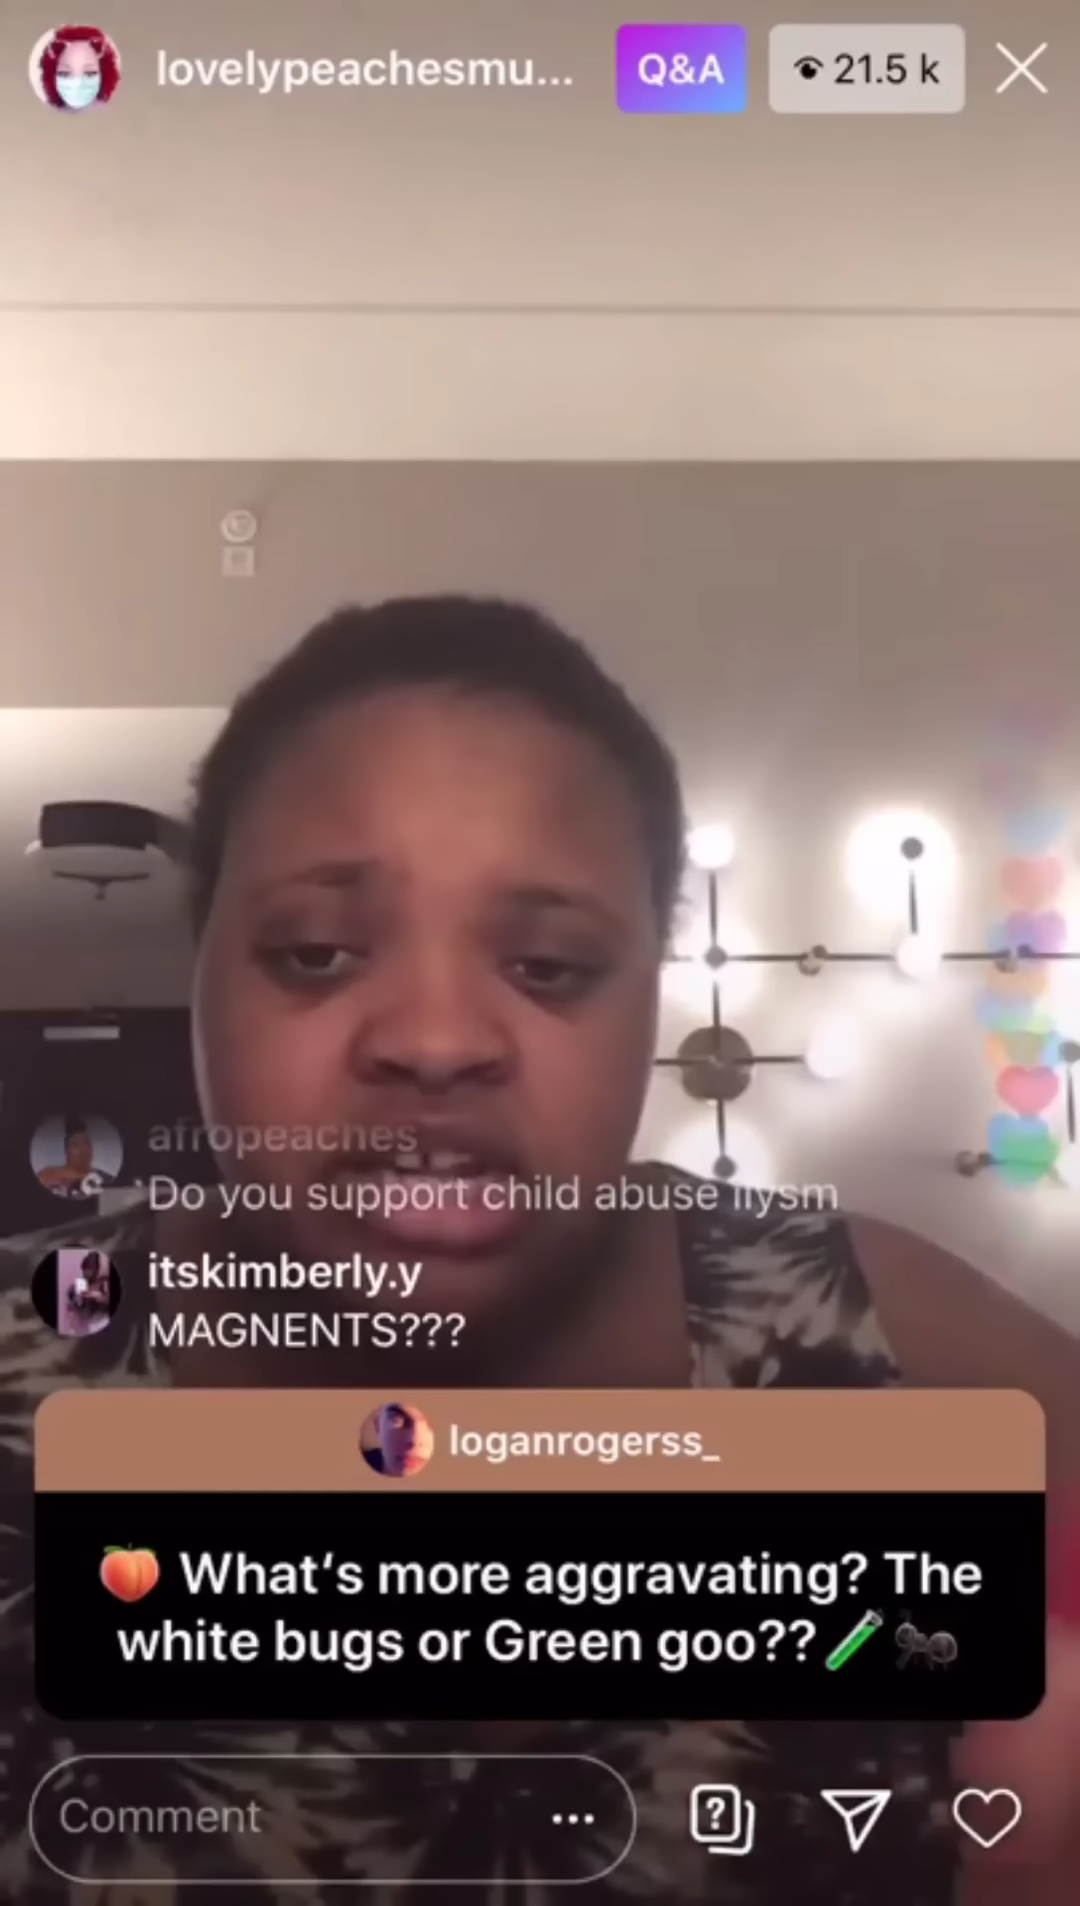 lovelypeachesmu...
Q&A
21.5 k
afropeaches
Do you support child abuse ilysm
itskimberly.y
MAGNENTS???
loganrogerss_
🍑 What's more aggravating? The
white bugs or Green goo??🧪🐜
Comment